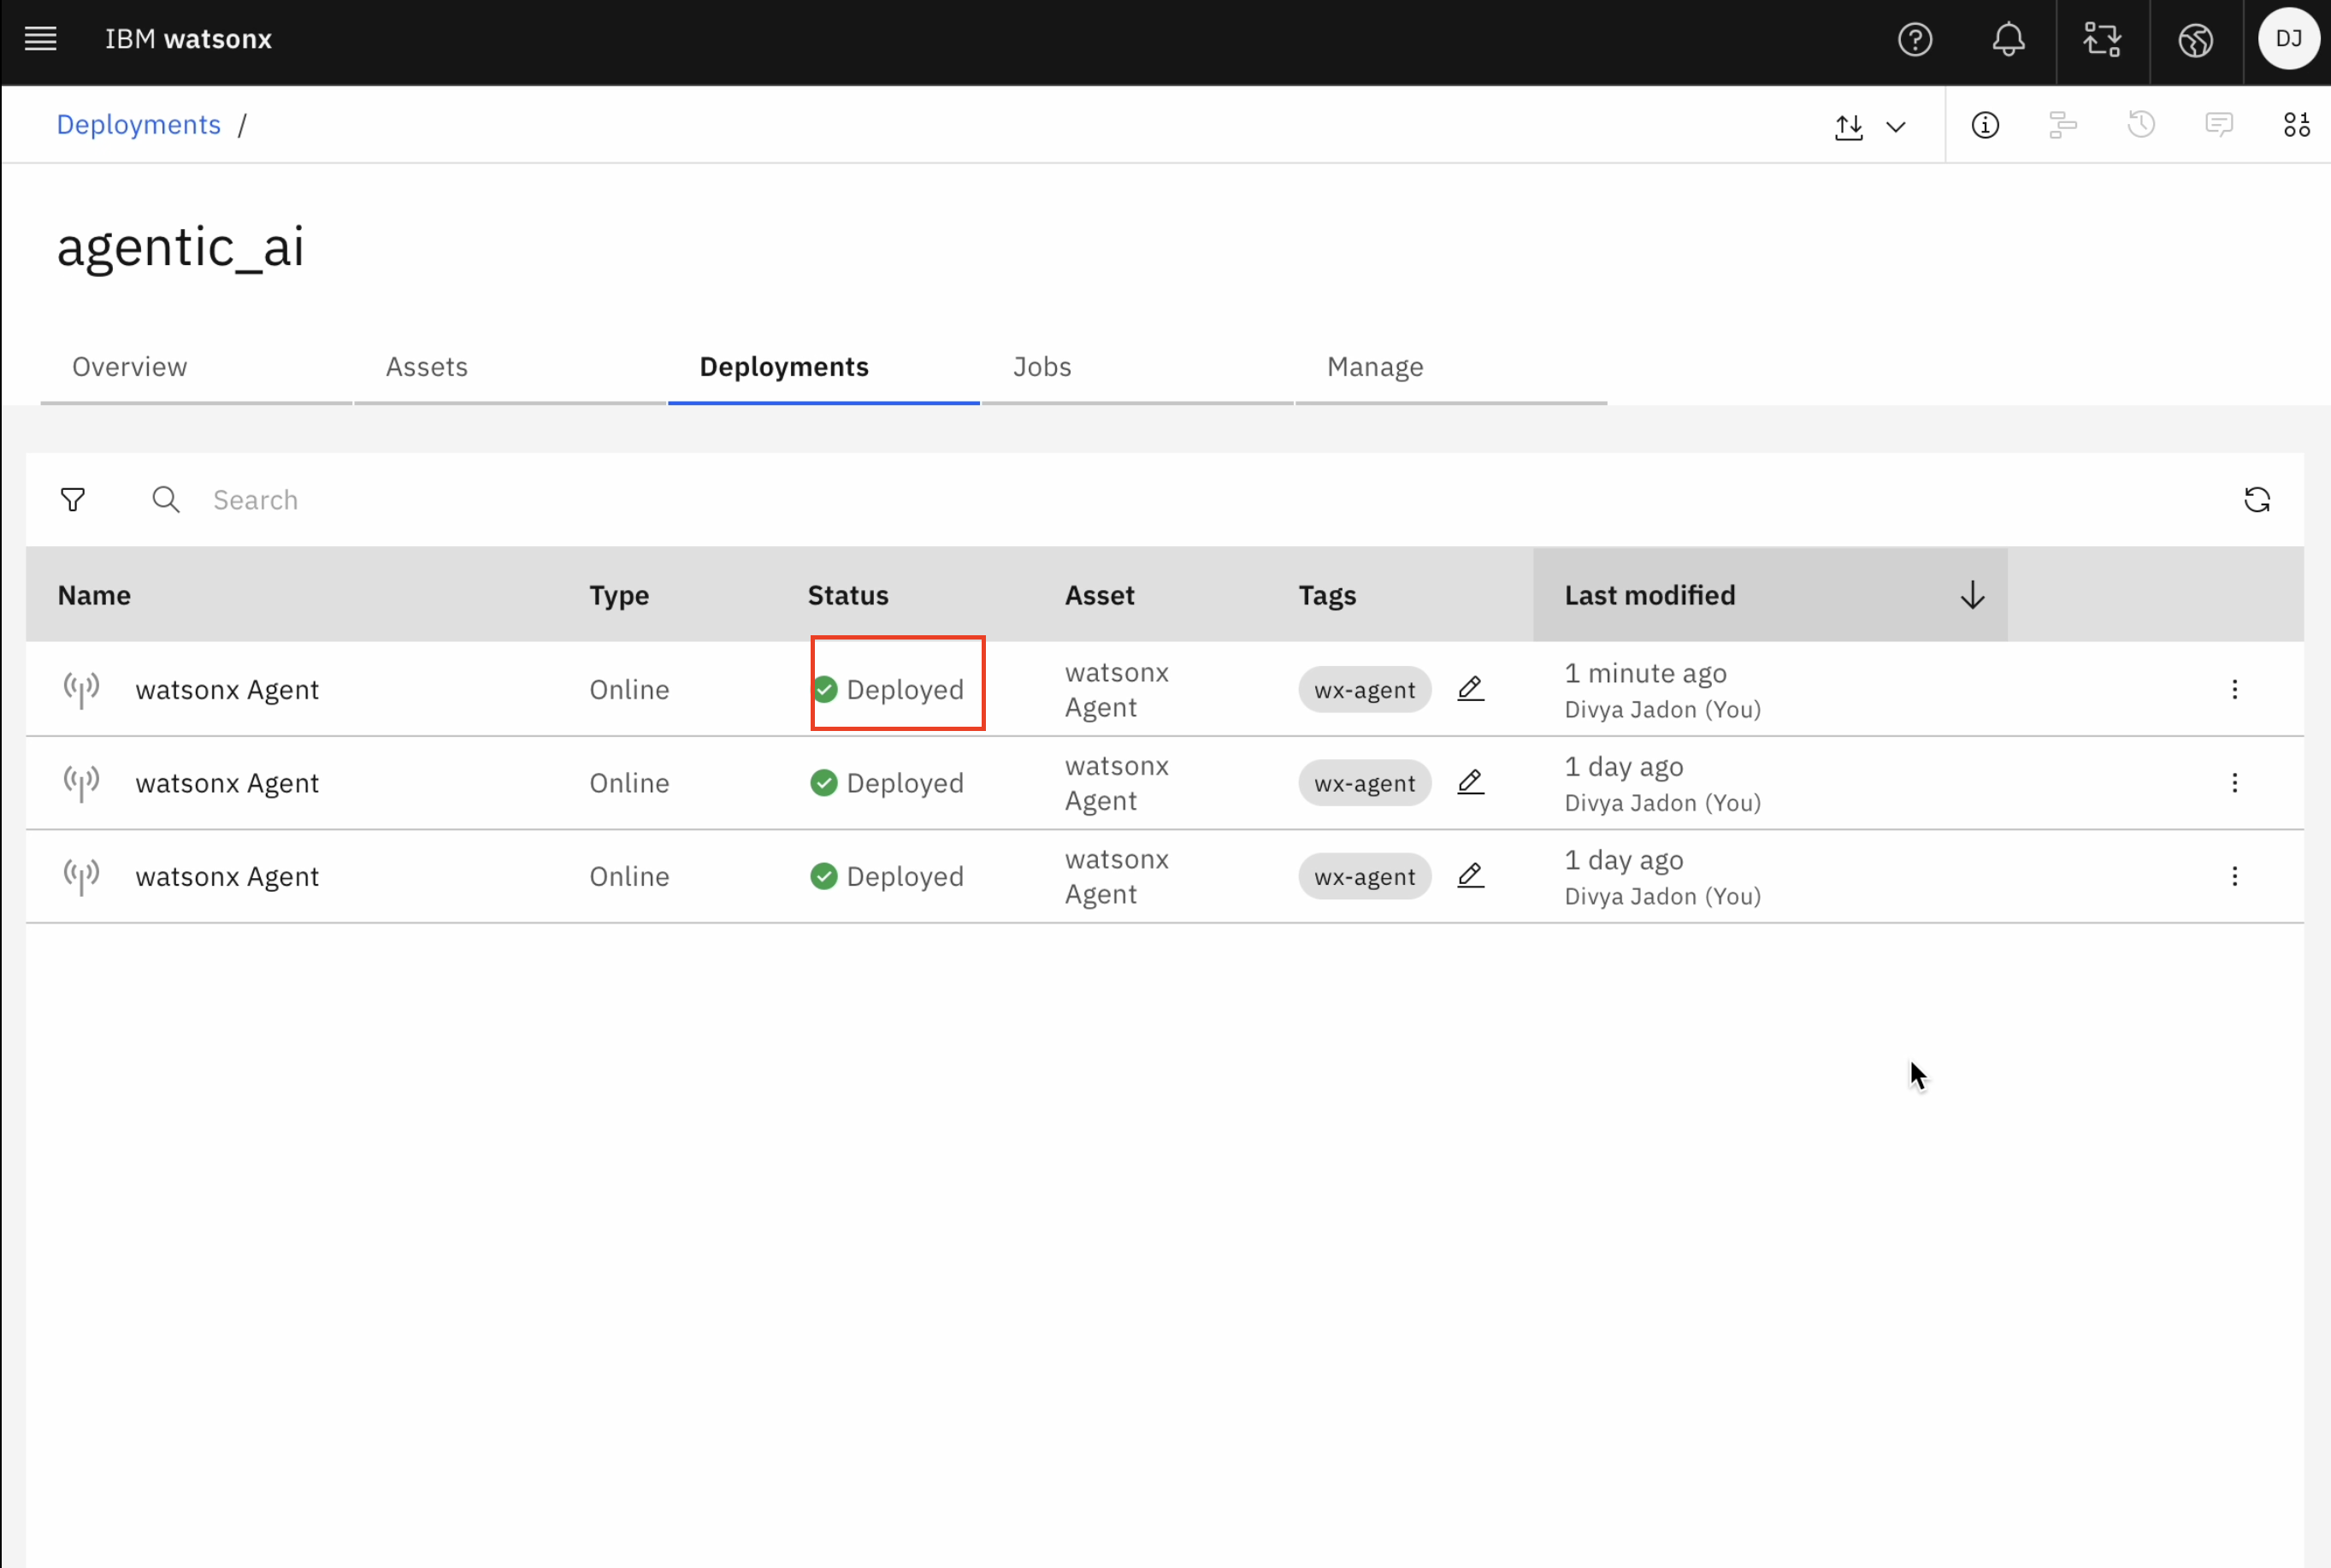 IBM watsonx
DJ
Deployments /
agentic_ai
Overview
Assets
Deployments
Jobs
Manage
Search
Name Type Status Asset Tags Last modified
watsonx Agent Online Deployed watsonx Agent wx-agent 1 minute ago
Divya Jadon (You)
watsonx Agent Online Deployed watsonx Agent wx-agent 1 day ago
Divya Jadon (You)
watsonx Agent Online Deployed watsonx Agent wx-agent 1 day ago
Divya Jadon (You)